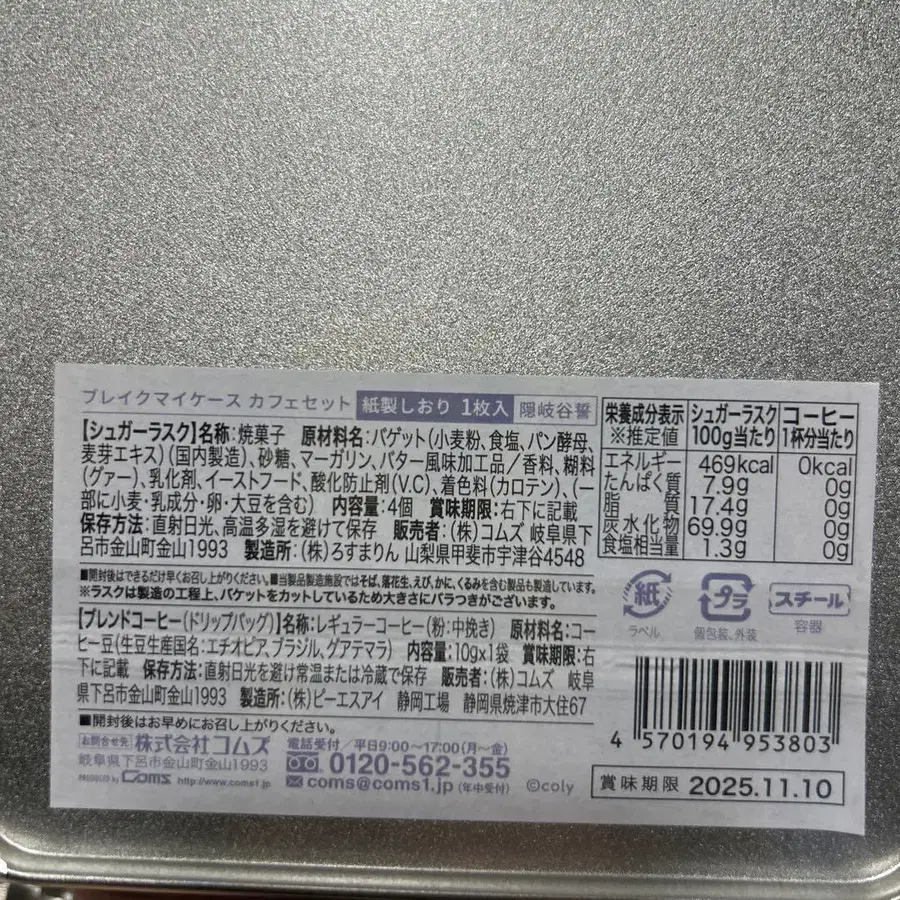 ブレイクマイケース カフェセット 紙製しおり 1枚入 隠岐谷誓
【シュガーラスク】名称：焼菓子 原材料名：バゲット（小麦粉、食塩、パン酵母、
麦芽エキス）（国内製造）、砂糖、マーガリン、バター風味加工品／香料、糊料
（グァー）、乳化剤、イーストフード、酸化防止剤（V.C）、着色料（カロテン）、（一
部に小麦・乳成分・卵・大豆を含む） 内容量：4個 賞味期限：右下に記載
保存方法：直射日光、高温多湿を避けて保存 販売者：（株）コムズ 岐阜県下
呂市金山町金山1993 製造所：（株）ろすまりん 山梨県甲斐市宇津谷4548
■開封後はできるだけ早くお召し上がりください。■当製品製造施設ではそば、落花生、えび、かに、くるみを含む製品も製造しています。
※ラスクは製造の工程上、バケットをカットしているため大きさにバラつきがございます。
【ブレンドコーヒー（ドリップバッグ）】名称：レギュラーコーヒー（粉：中挽き） 原材料名：コー
ヒー豆（生豆生産国名：エチオピア、ブラジル、グアテマラ） 内容量：10g×1袋 賞味期限：右
下に記載 保存方法：直射日光を避け常温または冷蔵で保存 販売者：（株）コムズ 岐阜
県下呂市金山町金山1993 製造所：（株）ピーエスアイ 静岡工場 静岡県焼津市大住67
■開封後はお早めにお召し上がりください。
お問合せ先 株式会社コムズ
岐阜県下呂市金山町金山1993
PRODUCED by Coms http://www.coms1.jp
電話受付／平日9:00～17:00（月～金）
0120-562-355
coms@coms1.jp（年中受付）
©coly
栄養成分表示 ※推定値 シュガーラスク 100g当たり コーヒー 1杯分当たり
エネルギー 469kcal 0kcal
たんぱく質 7.9g 0g
脂質 17.4g 0g
炭水化物 69.9g 0g
食塩相当量 1.3g 0g
紙 プラ スチール
ラベル 個包装、外装 容器
4 570194 953803
賞味期限 2025.11.10